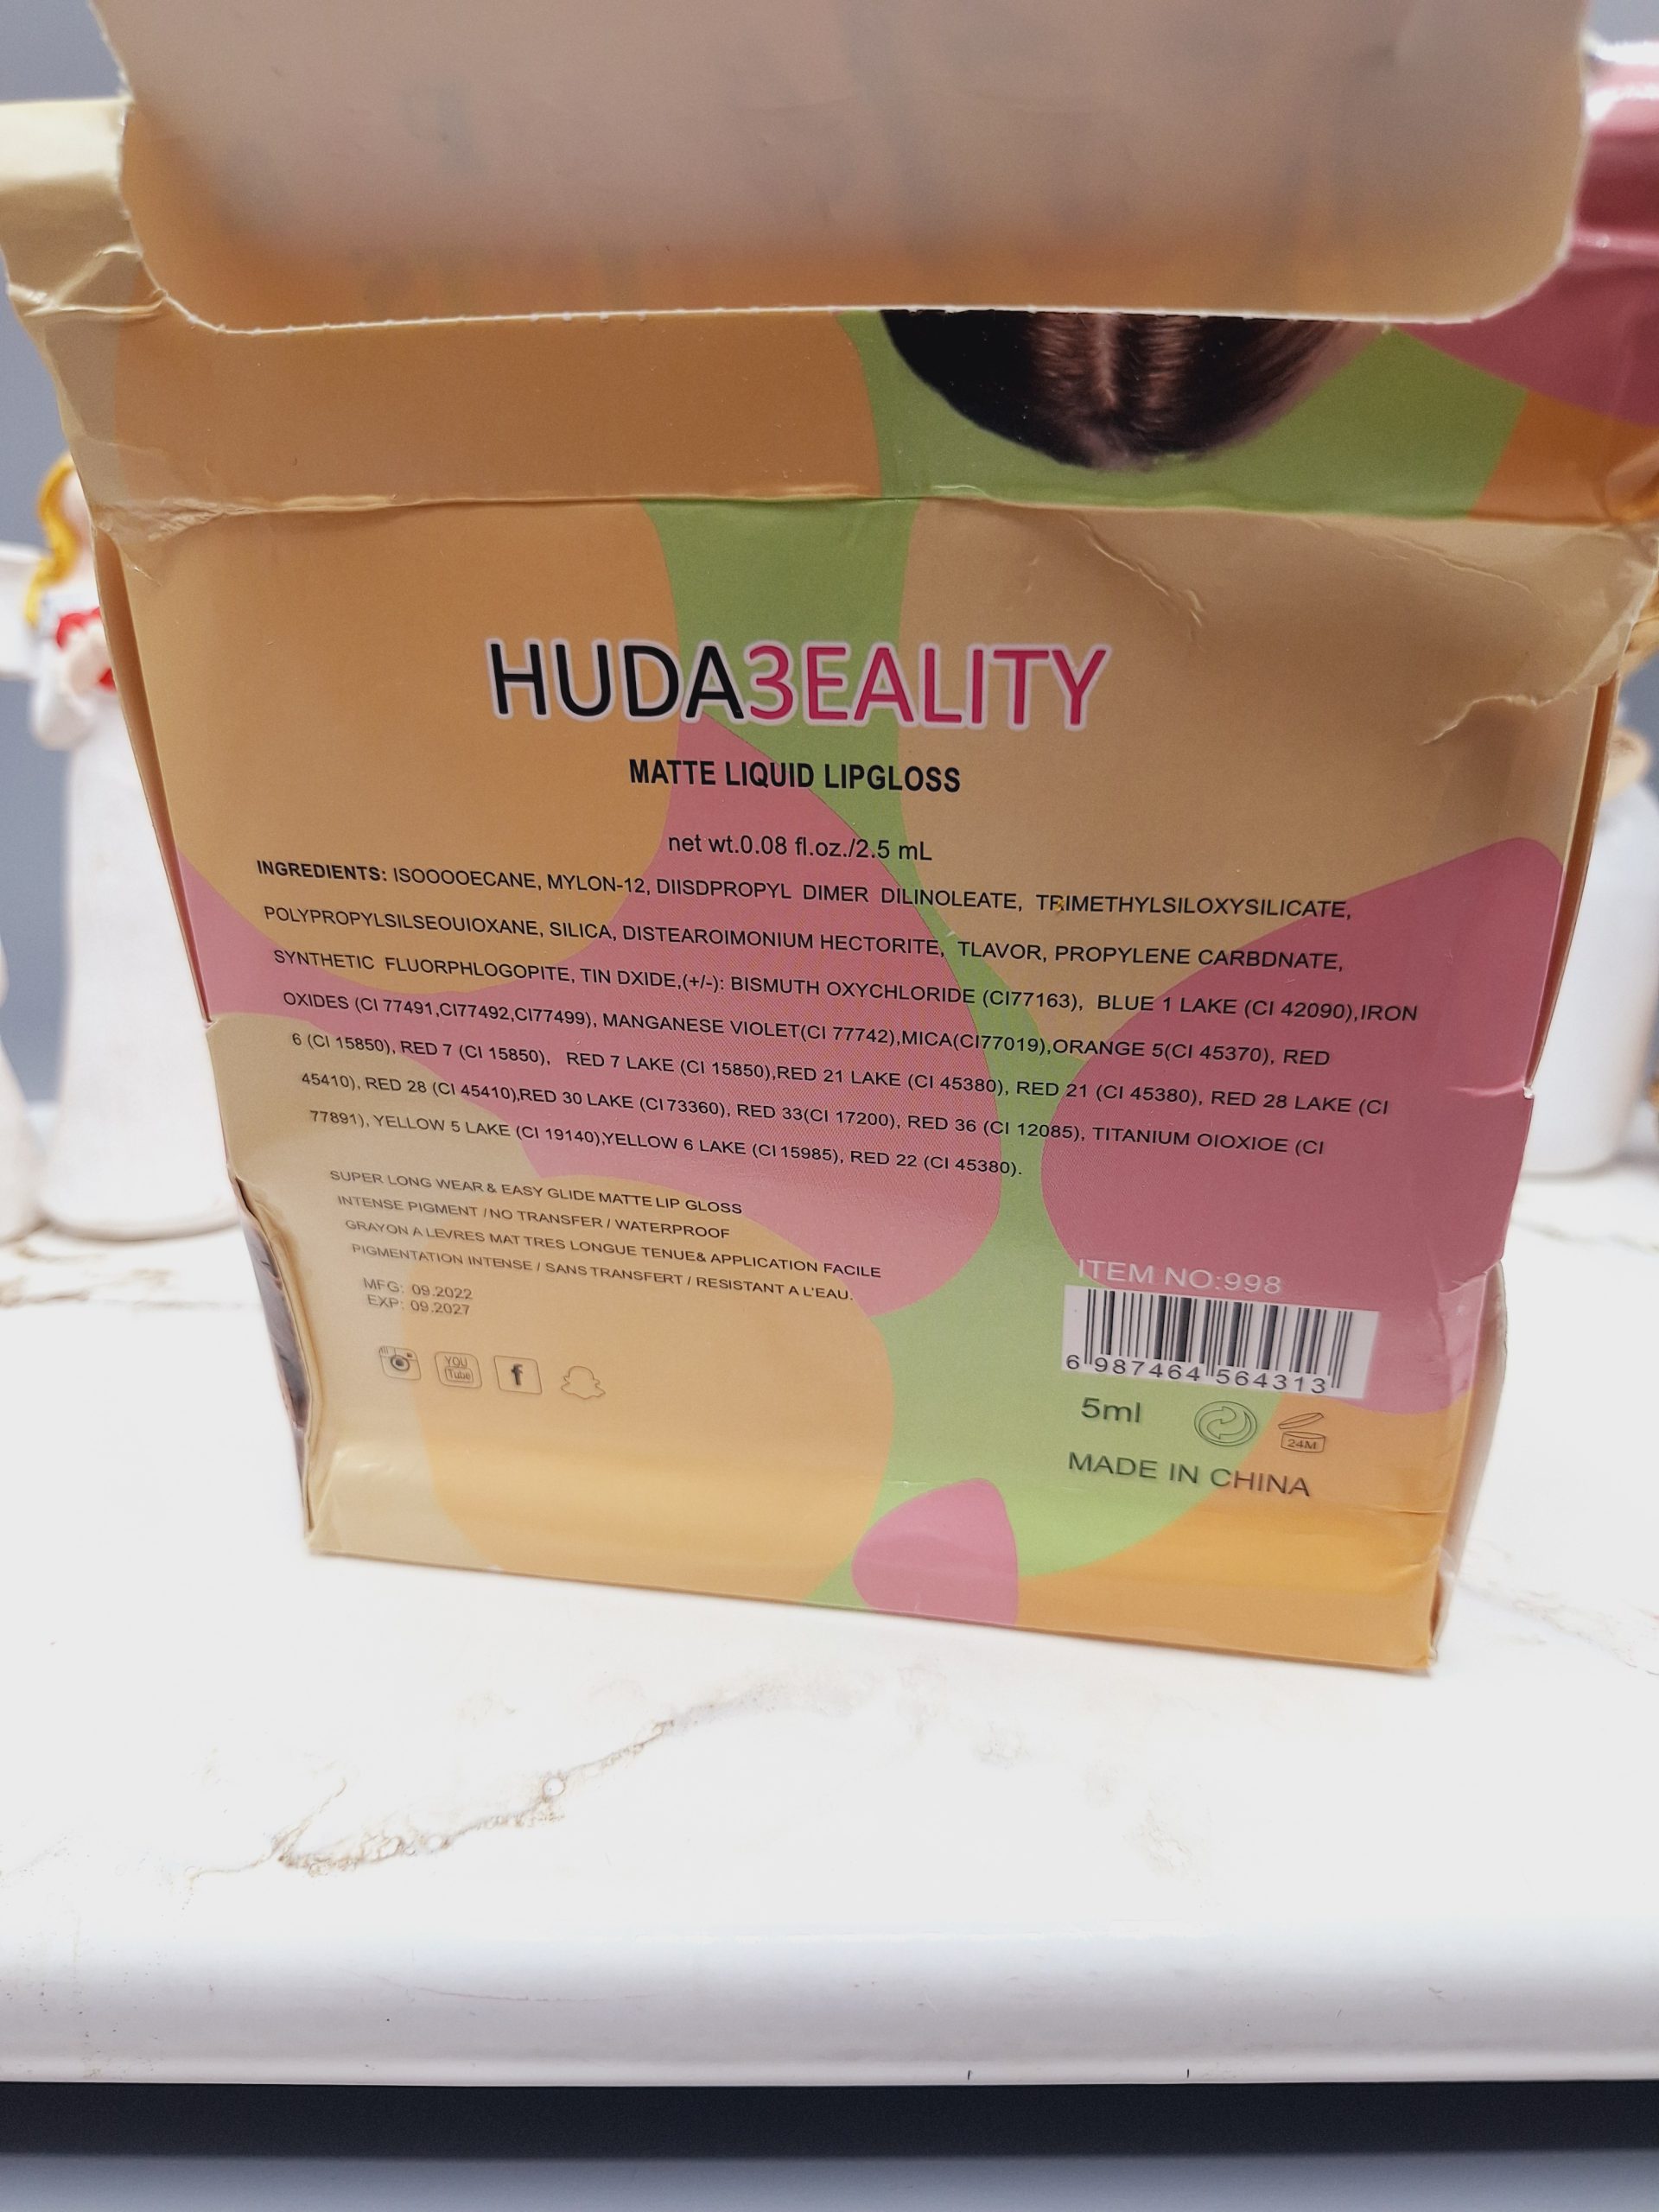 HUDA3EALITY
MATTE LIQUID LIPGLOSS
net wt.0.08 fl.oz./2.5 mL
INGREDIENTS: ISOOOOECANE, MYLON-12, DIISDPROPYL DIMER DILINOLEATE, TRIMETHYLSILOXYSILICATE,
POLYPROPYLSILSEOUIOXANE, SILICA, DISTEAROIMONIUM HECTORITE, TLAVOR, PROPYLENE CARBDNATE,
SYNTHETIC FLUORPHLOGOPITE, TIN DXIDE,(+/-): BISMUTH OXYCHLORIDE (CI77163), BLUE 1 LAKE (CI 42090),IRON
OXIDES (CI 77491,CI77492,CI77499), MANGANESE VIOLET(CI 77742),MICA(CI77019),ORANGE 5(CI 45370), RED
6 (CI 15850), RED 7 (CI 15850), RED 7 LAKE (CI 15850),RED 21 LAKE (CI 45380), RED 21 (CI 45380), RED 28 LAKE (CI
45410), RED 28 (CI 45410),RED 30 LAKE (CI 73360), RED 33(CI 17200), RED 36 (CI 12085), TITANIUM OIOXIOE (CI
77891), YELLOW 5 LAKE (CI 19140),YELLOW 6 LAKE (CI 15985), RED 22 (CI 45380).
SUPER LONG WEAR & EASY GLIDE MATTE LIP GLOSS
INTENSE PIGMENT / NO TRANSFER / WATERPROOF
GRAYON A LEVRES MAT TRES LONGUE TENUE& APPLICATION FACILE
PIGMENTATION INTENSE / SANS TRANSFERT / RESISTANT A L'EAU.
MFG: 09.2022
EXP: 09.2027
YOU
Tube
f
ITEM NO:998
6 987464 564313
5ml
24M
MADE IN CHINA